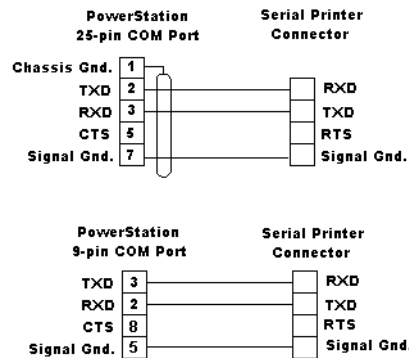 PowerStation
25-pin COM Port
Serial Printer
Connector
Chassis Gnd. 1
TXD 2 RXD
RXD 3 TXD
CTS 5 RTS
Signal Gnd. 7 Signal Gnd.
PowerStation
9-pin COM Port
Serial Printer
Connector
TXD 3 RXD
RXD 2 TXD
CTS 8 RTS
Signal Gnd. 5 Signal Gnd.